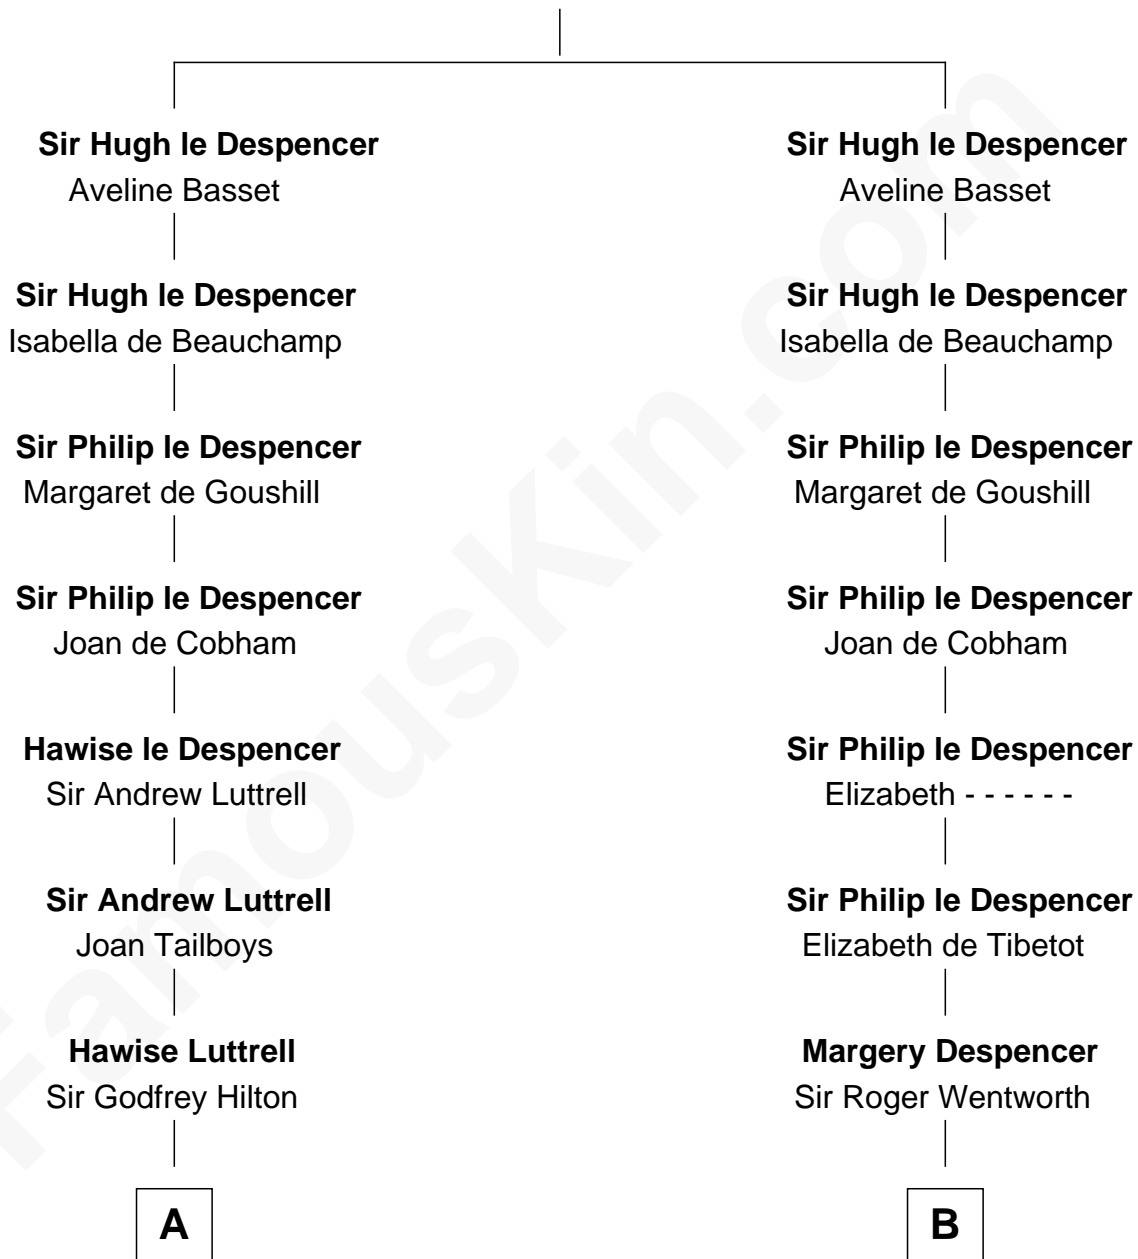 Sir Hugh le Despencer
Aveline Basset
Sir Hugh le Despencer
Isabella de Beauchamp
Sir Philip le Despencer
Margaret de Goushill
Sir Philip le Despencer
Joan de Cobham
Hawise le Despencer
Sir Andrew Luttrell
Sir Andrew Luttrell
Joan Tailboys
Hawise Luttrell
Sir Godfrey Hilton
A
Sir Hugh le Despencer
Aveline Basset
Sir Hugh le Despencer
Isabella de Beauchamp
Sir Philip le Despencer
Margaret de Goushill
Sir Philip le Despencer
Joan de Cobham
Sir Philip le Despencer
Elizabeth - - - - - -
Sir Philip le Despencer
Elizabeth de Tibetot
Margery Despencer
Sir Roger Wentworth
B
FamousKin.com